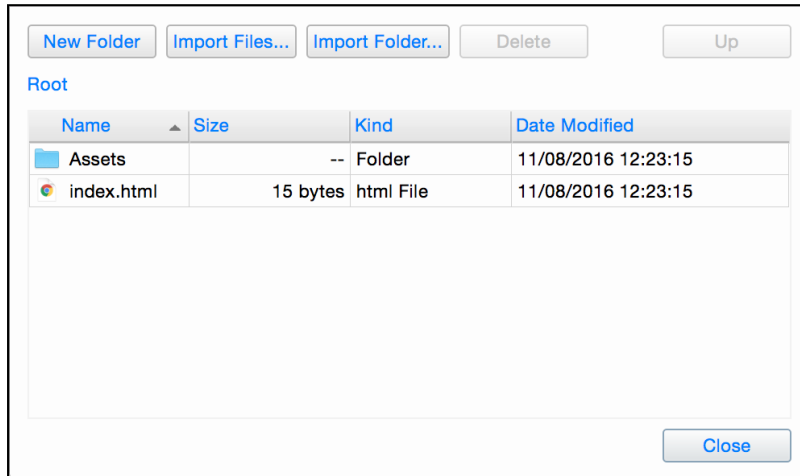 New Folder Import Files... Import Folder... Delete Up
Root
Name Size Kind Date Modified
Assets -- Folder 11/08/2016 12:23:15
index.html 15 bytes html File 11/08/2016 12:23:15
Close